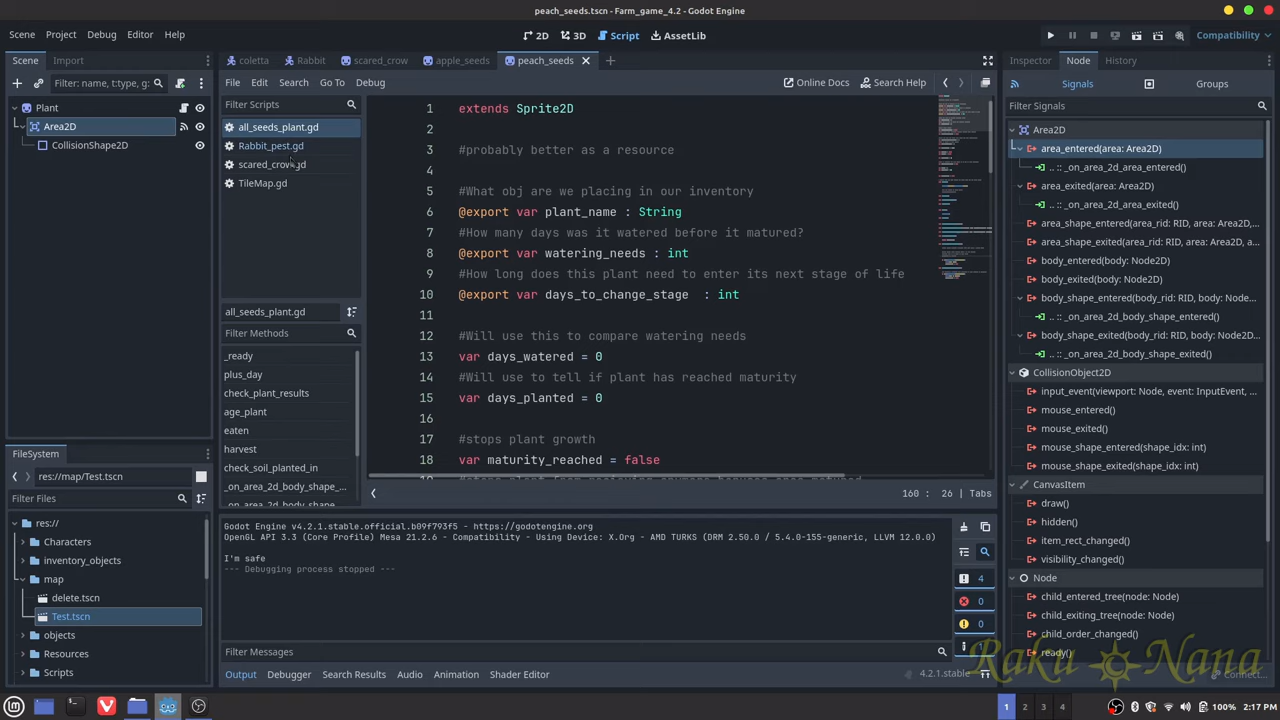 peach_seeds.tscn - Farm_game_4.2 - Godot Engine
Scene Project Debug Editor Help
2D 3D Script AssetLib
Compatibility
Scene Import
coletta Rabbit scared_crow apple_seeds peach_seeds
Inspector Node History
Filter: name, t:type, g:
File Edit Search Go To Debug
Online Docs Search Help
Signals Groups
Filter Scripts
Filter Signals
Plant
Area2D
CollisionShape2D
_seeds_plant.gd
scared_crow.gd
TileMap.gd
all_seeds_plant.gd
Filter Methods
_ready
plus_day
check_plant_results
age_plant
eaten
harvest
check_soil_planted_in
_on_area_2d_body_shape_...
_on_area_2d_body_shape_...
1 extends Sprite2D
2
3 #probably better as a resource
4
5 #What obj are we placing in our inventory
6 @export var plant_name : String
7 #How many days was it watered before it matured?
8 @export var watering_needs : int
9 #How lng does this plant need to enter its next stage of life
10 @export var days_to_change_stage : int
11
12 #Will use this to compare watering needs
13 var days_watered = 0
14 #Will use to tell if plant has reached maturity
15 var days_planted = 0
16
17 #stops plant growth
18 var maturity_reached = false
160 : 26 | Tabs
Area2D
area_entered(area: Area2D)
.. :: _on_area_2d_area_entered()
area_exited(area: Area2D)
.. :: _on_area_2d_area_exited()
area_shape_entered(area_rid: RID, area: Area2D,...
area_shape_exited(area_rid: RID, area: Area2D,...
body_entered(body: Node2D)
body_exited(body: Node2D)
body_shape_entered(body_rid: RID, body: Node...
.. :: _on_area_2d_body_shape_entered()
body_shape_exited(body_rid: RID, body: Node2D...
.. :: _on_area_2d_body_shape_exited()
CollisionObject2D
input_event(viewport: Node, event: InputEvent, ...
mouse_entered()
mouse_exited()
mouse_shape_entered(shape_idx: int)
mouse_shape_exited(shape_idx: int)
CanvasItem
draw()
hidden()
item_rect_changed()
visibility_changed()
Node
child_entered_tree(node: Node)
child_exiting_tree(node: Node)
child_order_changed()
ready()
Connect...
FileSystem
res://map/Test.tscn
Filter Files
res://
Characters
inventory_objects
map
delete.tscn
Test.tscn
objects
Resources
Scripts
Godot Engine v4.2.1.stable.official.b09f793f5 - https://godotengine.org
OpenGL API 3.3 (Core Profile) Mesa 21.2.6 - Compatibility - Using Device: X.Org - AMD TURKS (DRM 2.50.0 / 5.4.0-155-generic, LLVM 12.0.0)
I'm safe
--- Debugging process stopped ---
4
0
0
Filter Messages
Output Debugger Search Results Audio Animation Shader Editor
4.2.1.stable
Raku Nana
1 2 3 4
100% 2:17 PM